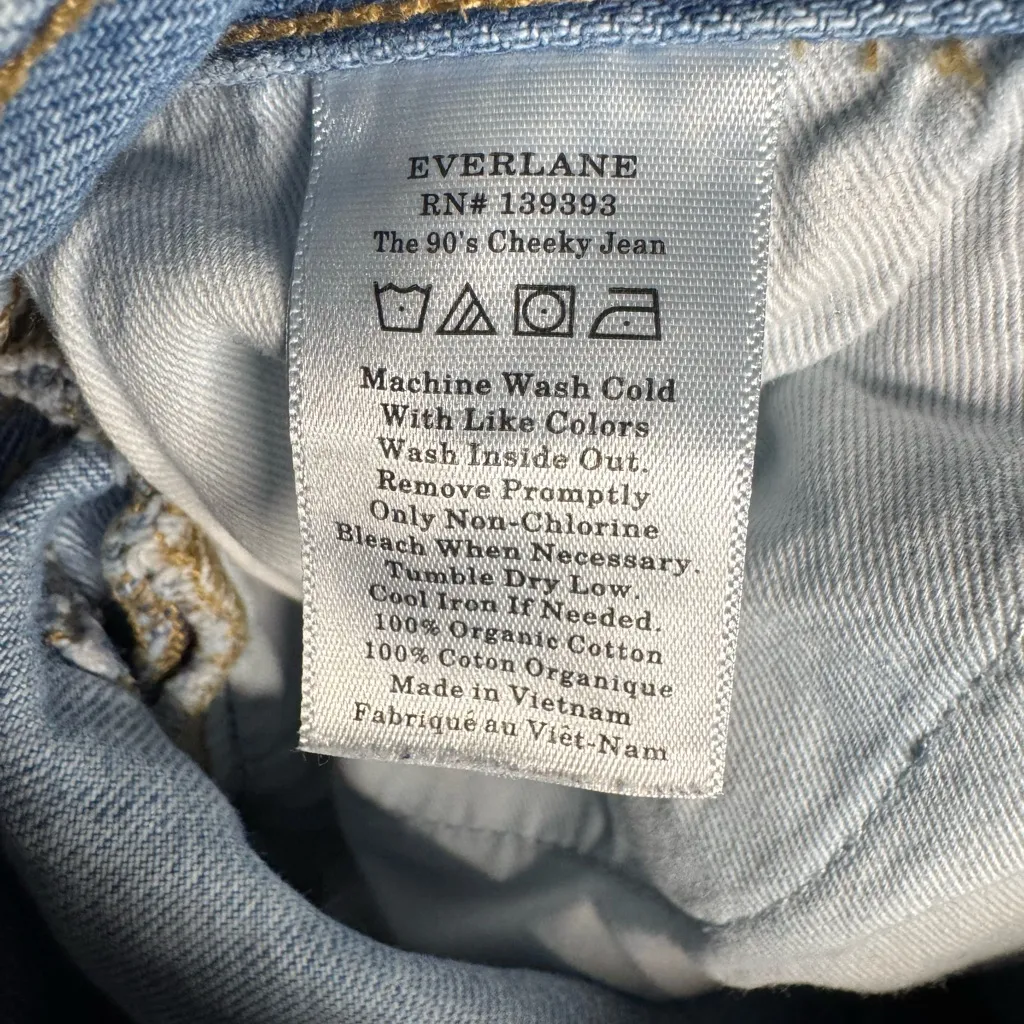 EVERLANE
RN# 139393
The 90's Cheeky Jean
Machine Wash Cold
With Like Colors
Wash Inside Out.
Remove Promptly
Only Non-Chlorine
Bleach When Necessary.
Tumble Dry Low.
Cool Iron If Needed.
100% Organic Cotton
100% Coton Organique
Made in Vietnam
Fabriqué au Viêt-Nam